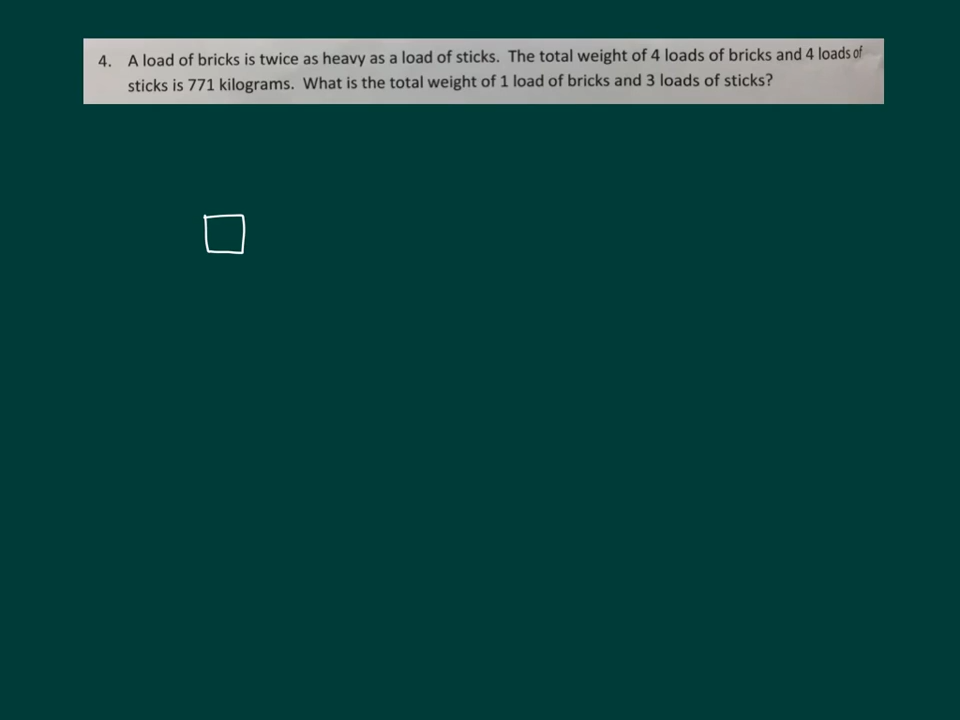 4. A load of bricks is twice as heavy as a load of sticks. The total weight of 4 loads of bricks and 4 loads of
sticks is 771 kilograms. What is the total weight of 1 load of bricks and 3 loads of sticks?